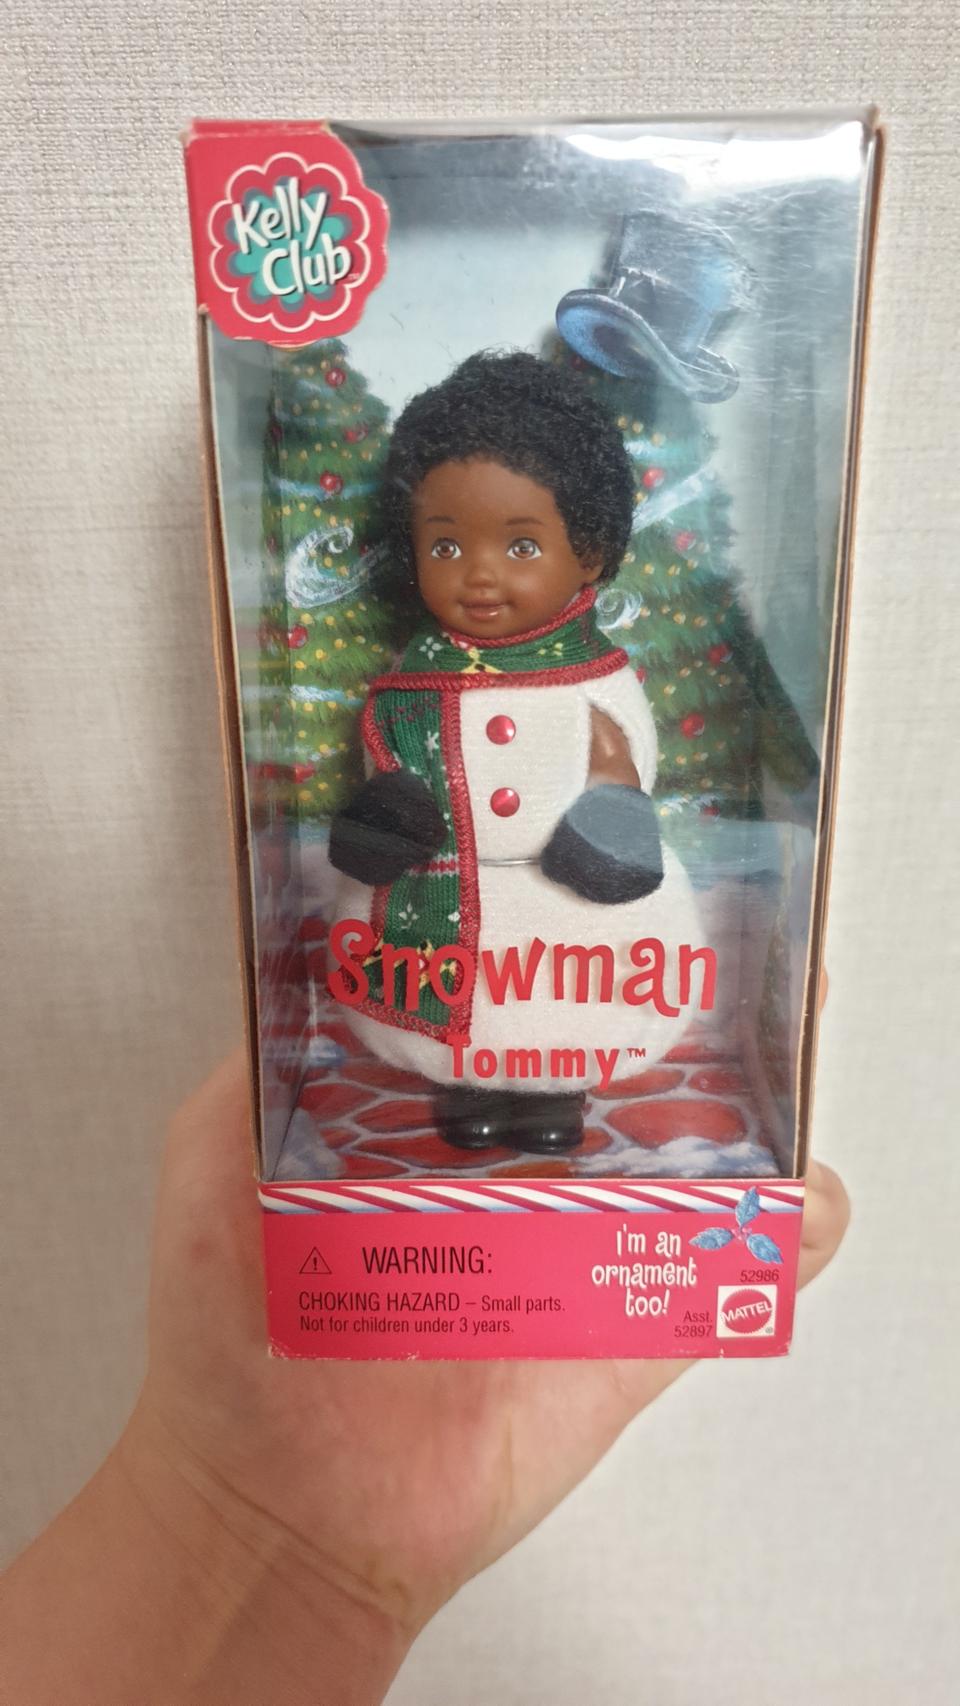 Kelly
Club™
Snowman
Tommy™
WARNING:
CHOKING HAZARD – Small parts.
Not for children under 3 years.
I'm an
ornament
too!
52986
Asst.
52897
MATTEL
®